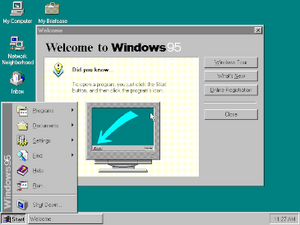 My Computer
My Briefcase
Network
Neighborhood
Inbox
Welcome
Welcome to Windows 95
Did you know...
To open a program, you just click the Start
button, and then click the program's icon.
Windows Tour
What's New
Online Registration
Close
Windows95
Programs
Documents
Settings
Find
Help
Run...
Shut Down...
Start
Welcome
11:27 AM